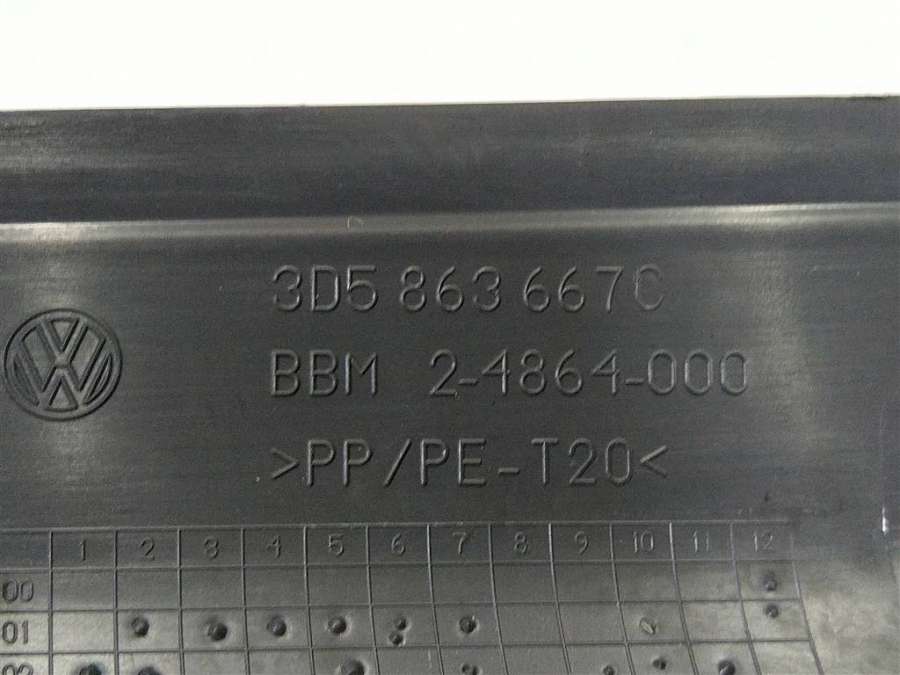 3D5 863 667C
BBM 2-4864-000
>PP/PE-T20<
1 2 3 4 5 6 7 8 9 10 11 12
00
01